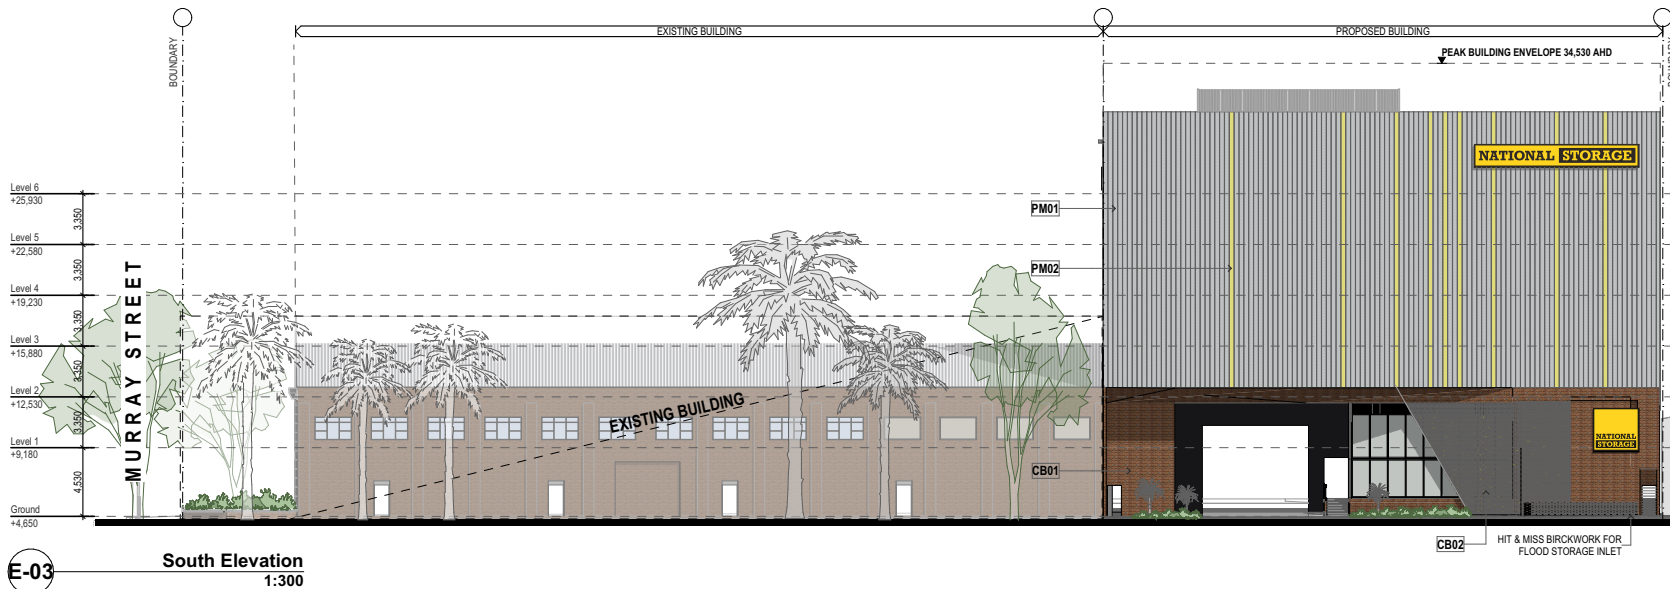 EXISTING BUILDING
PROPOSED BUILDING
BOUNDARY
PEAK BUILDING ENVELOPE 34,530 AHD
NATIONAL STORAGE
Level 6
+25,930
3,350
PM01
Level 5
+22,580
3,350
PM02
Level 4
+19,230
3,350
Level 3
+15,880
3,350
Level 2
+12,530
3,350
Level 1
+9,180
4,530
Ground
+4,650
MURRAY STREET
EXISTING BUILDING
NATIONAL
STORAGE
CB01
CB02
HIT & MISS BIRCKWORK FOR
FLOOD STORAGE INLET
E-03
South Elevation
1:300